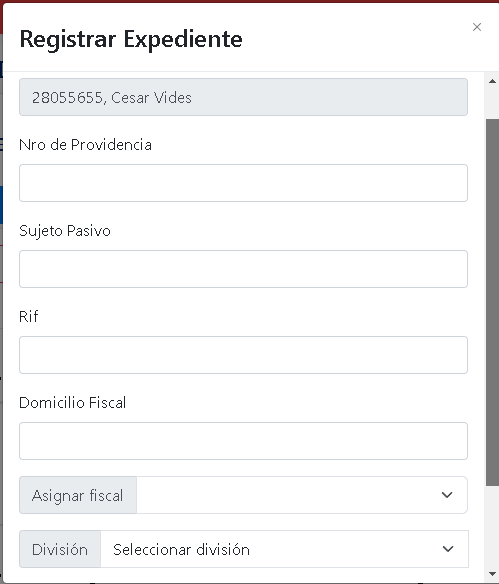 Registrar Expediente
×
28055655, Cesar Vides
Nro de Providencia
Sujeto Pasivo
Rif
Domicilio Fiscal
Asignar fiscal
División Seleccionar división